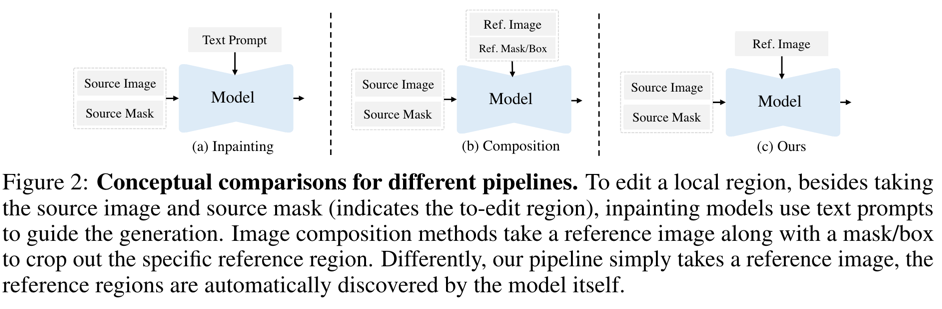 Text Prompt
Source Image
Source Mask
Model
(a) Inpainting
Ref. Image
Ref. Mask/Box
Source Image
Source Mask
Model
(b) Composition
Ref. Image
Source Image
Source Mask
Model
(c) Ours
Figure 2: Conceptual comparisons for different pipelines. To edit a local region, besides taking
the source image and source mask (indicates the to-edit region), inpainting models use text prompts
to guide the generation. Image composition methods take a reference image along with a mask/box
to crop out the specific reference region. Differently, our pipeline simply takes a reference image, the
reference regions are automatically discovered by the model itself.